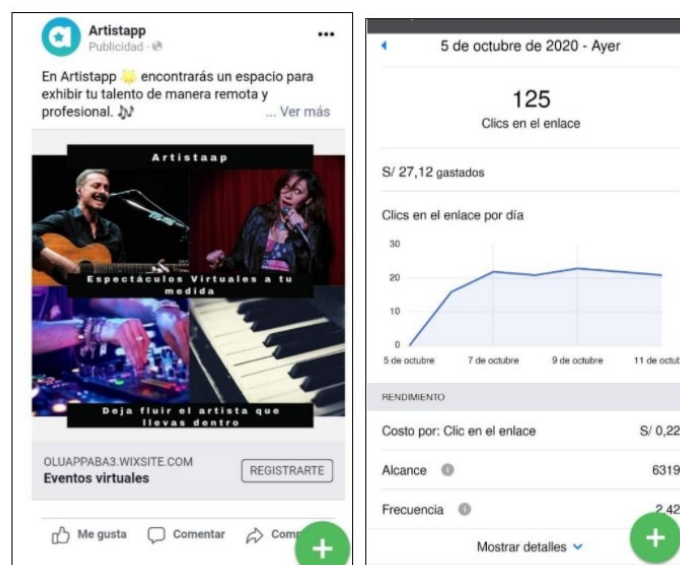 Artistapp
Publicidad
En Artistapp encontrarás un espacio para
exhibir tu talento de manera remota y
profesional.
... Ver más
Artistaap
Espectáculos Virtuales a tu
medida
Deja fluir el artista que
llevas dentro
OLUAPPABA3.WIXSITE.COM
Eventos virtuales
REGISTRARTE
Me gusta
Comentar
5 de octubre de 2020 - Ayer
125
Clics en el enlace
S/ 27,12 gastados
Clics en el enlace por día
30
20
10
0
5 de octubre
7 de octubre
9 de octubre
11 de octub
RENDIMIENTO
Costo por: Clic en el enlace
S/ 0,22
Alcance
6319
Frecuencia
2,42
Mostrar detalles